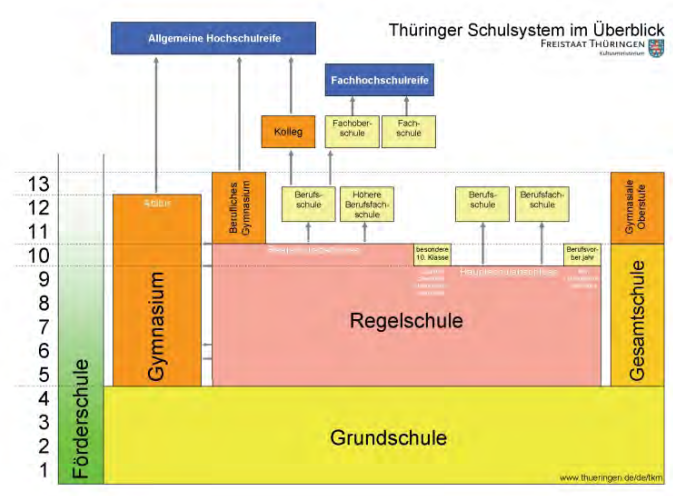 Thüringer Schulsystem im Überblick
FREISTAAT THÜRINGEN
Kultusministerium
Allgemeine Hochschulreife
Fachhochschulreife
Kolleg
Fachober-
schule
Fach-
schule
13
12
11
10
9
8
7
6
5
4
3
2
1
Förderschule
Abitur
Gymnasium
Berufliches
Gymnasium
Berufs-
schule
Höhere
Berufsfach-
schule
Berufs-
schule
Berufsfach-
schule
Gymnasiale
Oberstufe
besondere
10. Klasse
Berufsvor-
ber.jahr
Regelschule
Gesamtschule
Grundschule
www.thueringen.de/de/tkm